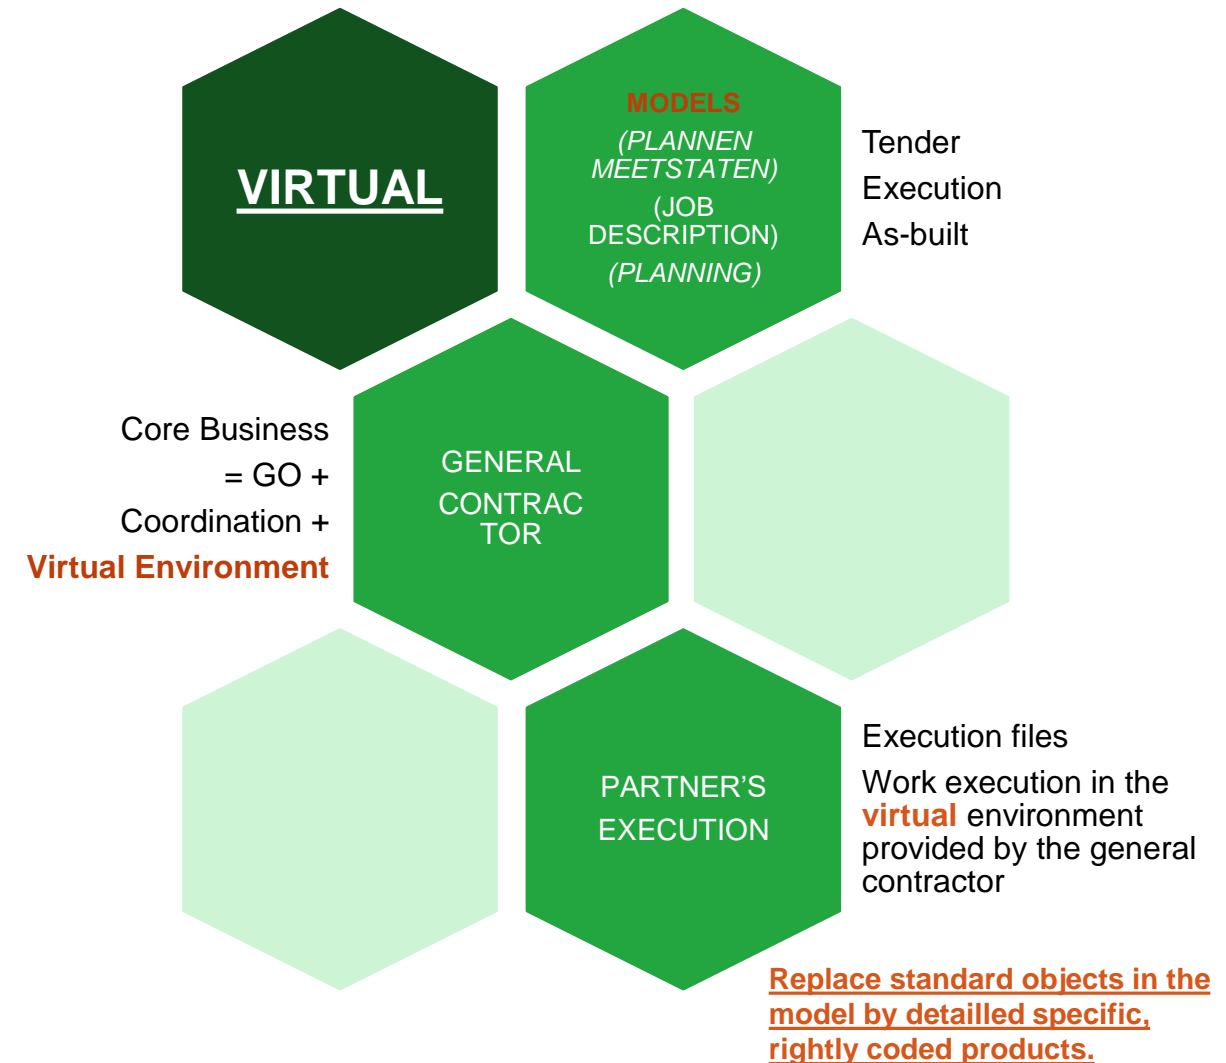 VIRTUAL
MODELS
(PLANNEN
MEETSTATEN)
(JOB
DESCRIPTION)
(PLANNING)
Tender
Execution
As-built
Core Business
= GO +
Coordination +
Virtual Environment
GENERAL
CONTRAC
TOR
PARTNER’S
EXECUTION
Execution files
Work execution in the
virtual environment
provided by the general
contractor
Replace standard objects in the
model by detailled specific,
rightly coded products.